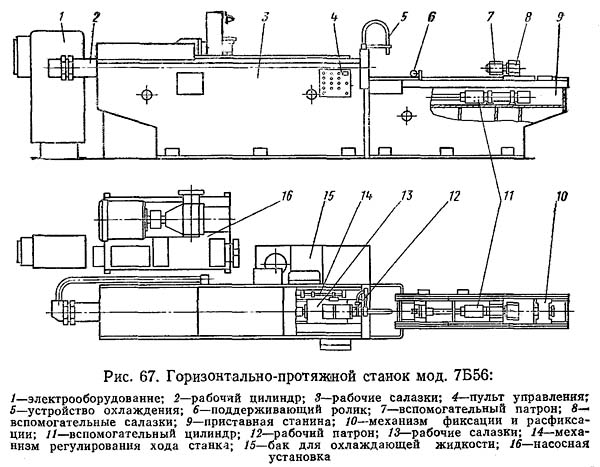 1
2
3
4
5
6
7
8
9
16
15
14
13
12
11
10
Рис. 67. Горизонтально-протяжной станок мод. 7Б56:
1—электрооборудование; 2—рабочий цилиндр; 3—рабочие салазки; 4—пульт управления;
5—устройство охлаждения; 6—поддерживающий ролик; 7—вспомогательный патрон; 8—
вспомогательные салазки; 9—приставная станина; 10—механизм фиксации и расфикса-
ции; 11—вспомогательный цилиндр; 12—рабочий патрон; 13—рабочие салазки; 14—меха-
низм регулирования хода станка; 15—бак для охлаждающей жидкости; 16—насосная
установка